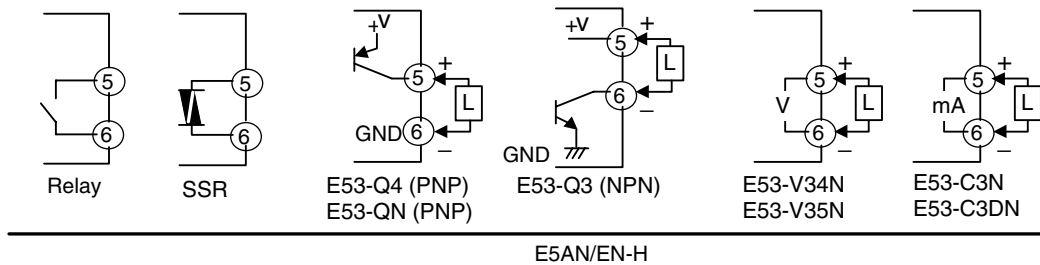 5
6
Relay
5
6
SSR
+V
5
+
L
GND
6
–
E53-Q4 (PNP)
E53-QN (PNP)
+V
5
+
L
6
–
GND
E53-Q3 (NPN)
5
+
V
L
6
–
E53-V34N
E53-V35N
5
+
mA
L
6
–
E53-C3N
E53-C3DN
E5AN/EN-H